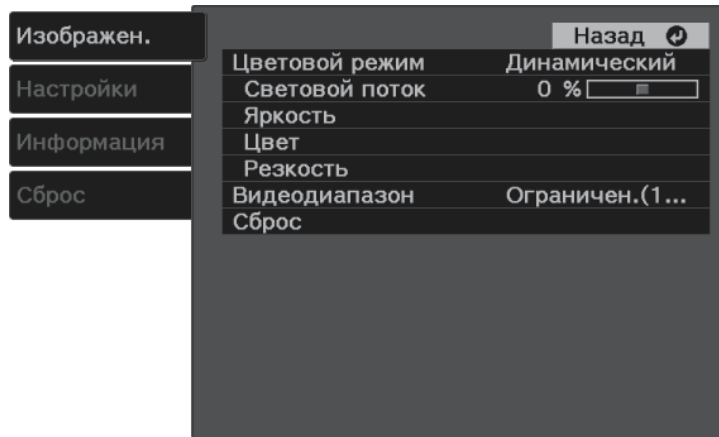 Изображен.
Настройки
Информация
Сброс
Назад
Цветовой режим Динамический
Световой поток 0 %
Яркость
Цвет
Резкость
Видеодиапазон Ограничен.(1...
Сброс